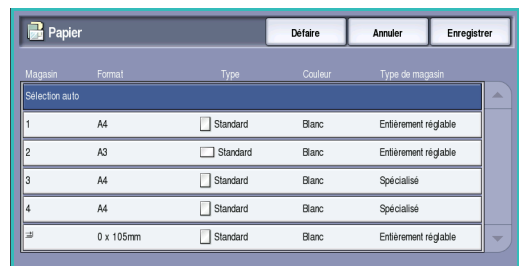 Papier Défaire Annuler Enregistrer
Magasin Format Type Couleur Type de magasin
Sélection auto
1 A4 Standard Blanc Entièrement réglable
2 A3 Standard Blanc Entièrement réglable
3 A4 Standard Blanc Spécialisé
4 A4 Standard Blanc Spécialisé
0 x 105mm Standard Blanc Entièrement réglable